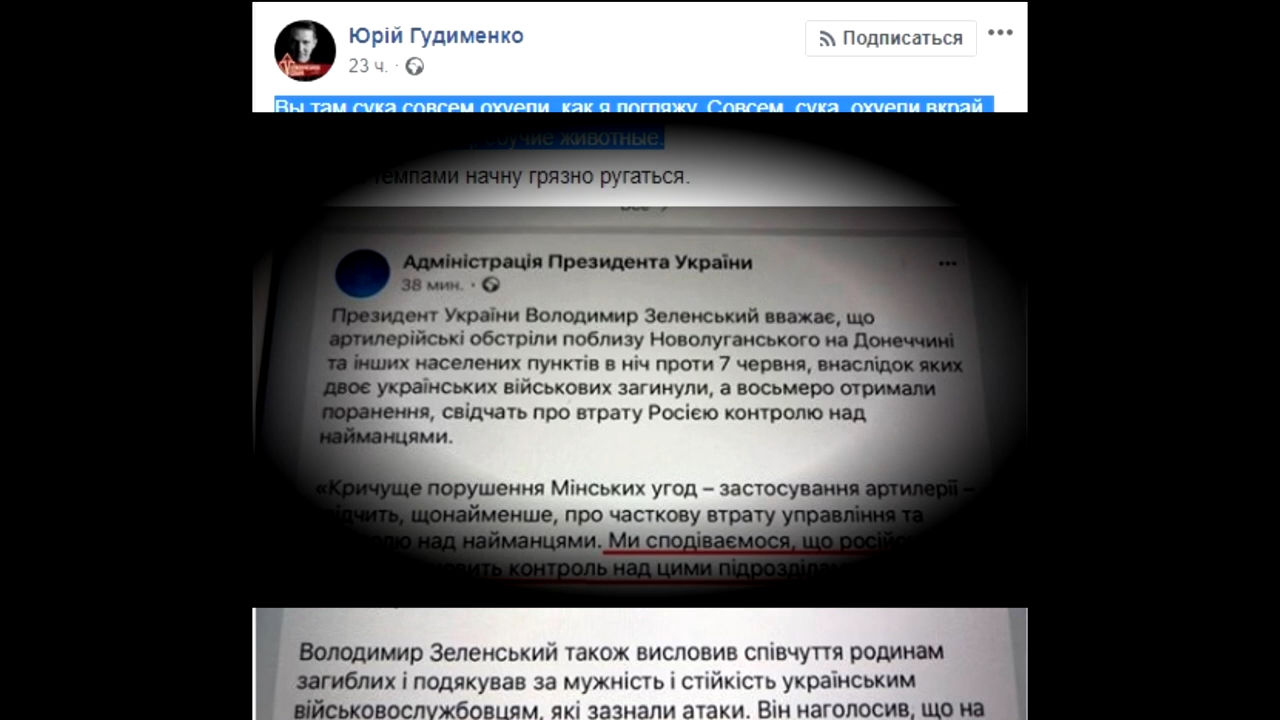 Юрій Гудименко
23 ч. ·
Подписаться
Вы там сука совсем охуели, как я погляжу. Совсем, сука, охуели вкрай,
животные.
темпами начну грязно ругаться.
Адміністрація Президента України
38 мин. ·
Президент України Володимир Зеленський вважає, що
артилерійські обстріли поблизу Новолуганського на Донеччині
та інших населених пунктів в ніч проти 7 червня, внаслідок яких
двоє українських військових загинули, а восьмеро отримали
поранення, свідчать про втрату Росією контролю над
найманцями.
«Кричуще порушення Мінських угод – застосування артилерії –
щонайменше, про часткову втрату управління та
над найманцями. Ми сподіваємося, що
контроль над цими
Володимир Зеленський також висловив співчуття родинам
загиблих і подякував за мужність і стійкість українським
військовослужбовцям, які зазнали атаки. Він наголосив, що на